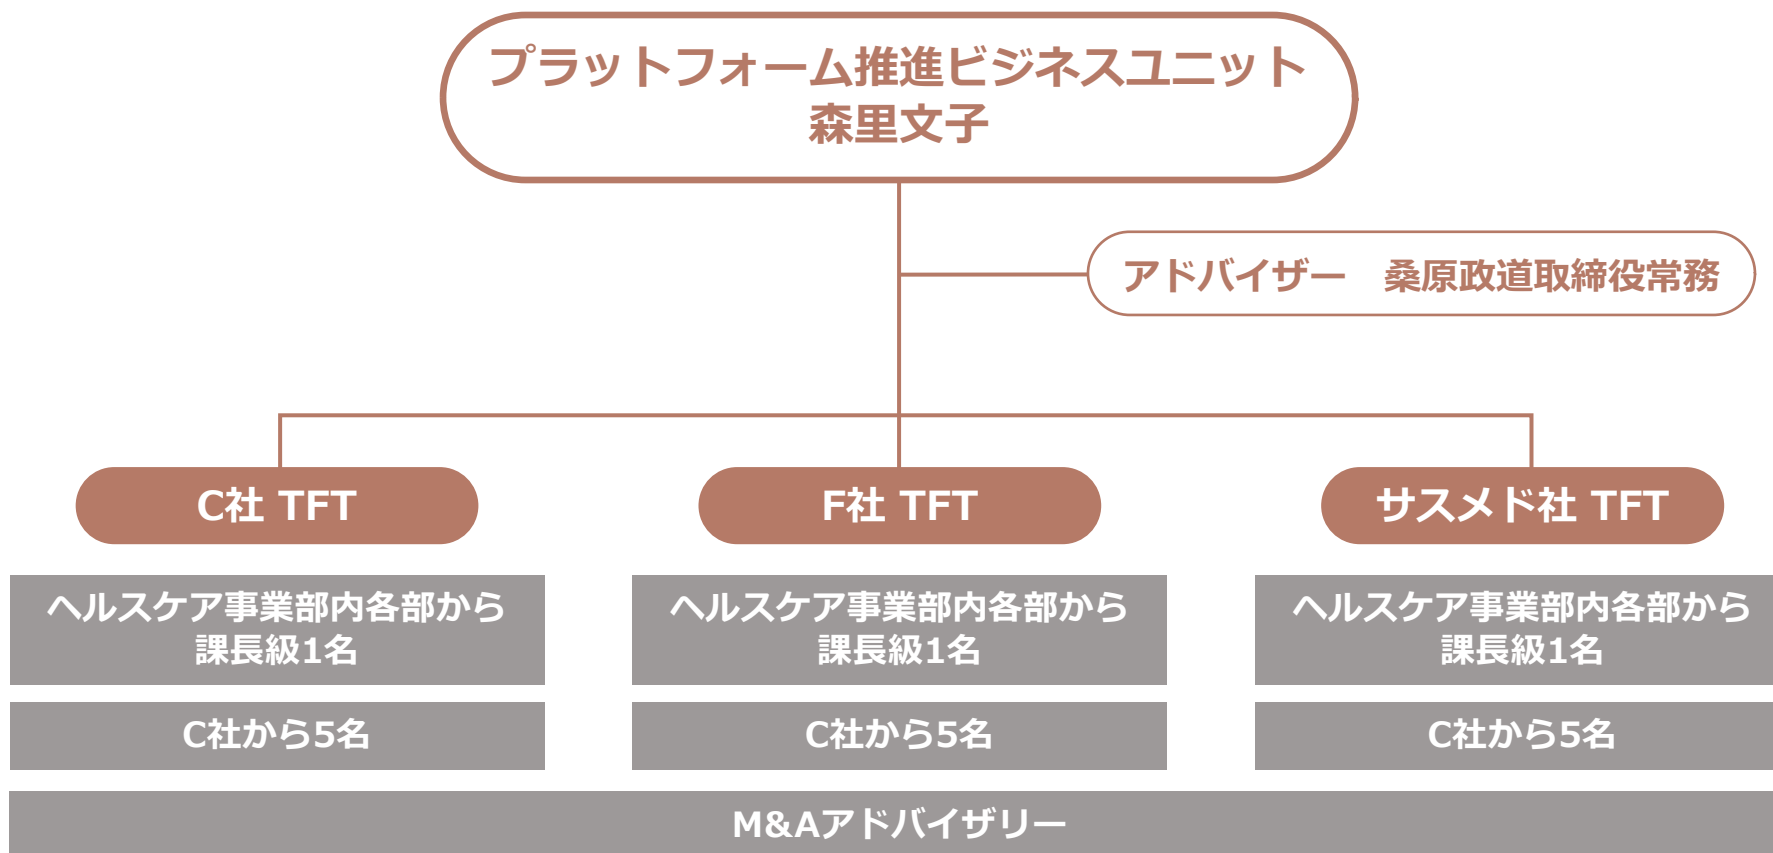 プラットフォーム推進ビジネスユニット
森里文子
アドバイザー　桑原政道取締役常務
C社 TFT
F社 TFT
サスメド社 TFT
ヘルスケア事業部内各部から
課長級1名
ヘルスケア事業部内各部から
課長級1名
ヘルスケア事業部内各部から
課長級1名
C社から5名
C社から5名
C社から5名
M&Aアドバイザリー